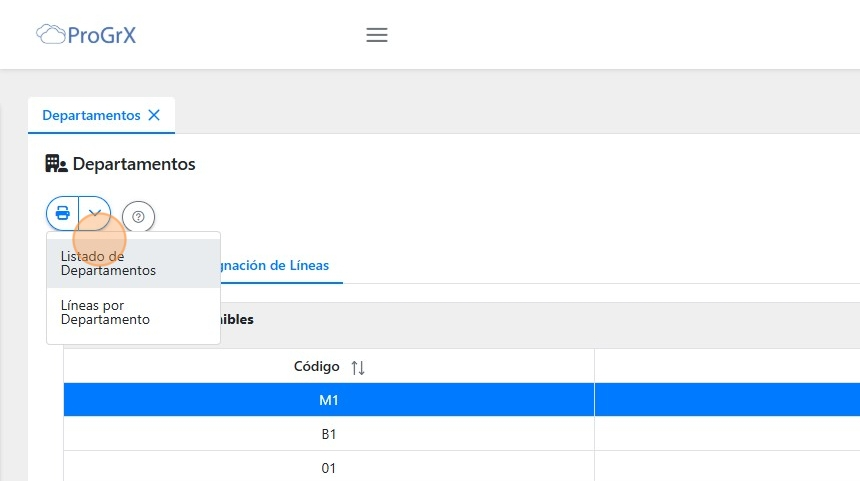 ProGrX
Departamentos
Departamentos
Listado de
Departamentos
gnación de Líneas
Líneas por
Departamento
ibles
Código
M1
B1
01